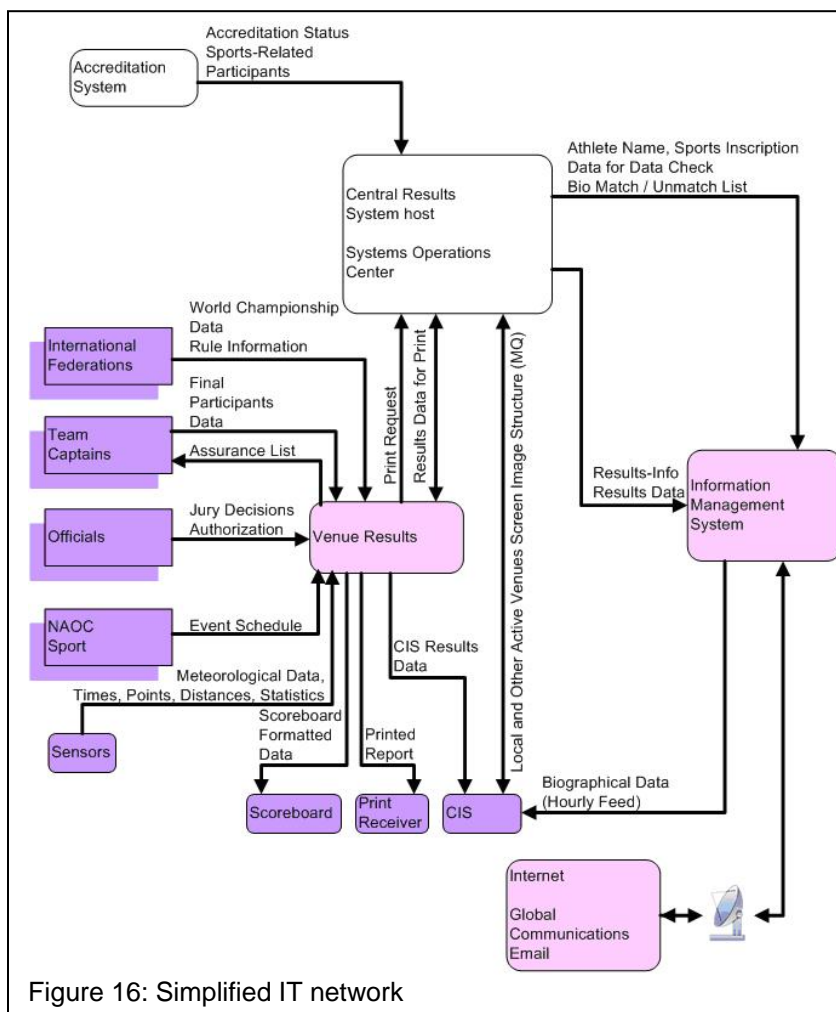 Accreditation Status
Sports-Related
Participants
Accreditation
System
Athlete Name, Sports Inscription
Data for Data Check
Bio Match / Unmatch List
Central Results
System host
Systems Operations
Center
World Championship
Data
Rule Information
International
Federations
Final
Participants
Data
Team
Captains
Assurance List
Print Request
Results Data for Print
Local and Other Active Venues Screen Image Structure (MQ)
Results-Info
Results Data
Information
Management
System
Jury Decisions
Authorization
Officials
Venue Results
NAOC
Sport
Event Schedule
CIS Results
Data
Meteorological Data,
Times, Points, Distances, Statistics
Scoreboard
Formatted
Data
Printed
Report
Sensors
Biographical Data
(Hourly Feed)
Scoreboard
Print
Receiver
CIS
Internet
Global
Communications
Email
Figure 16: Simplified IT network